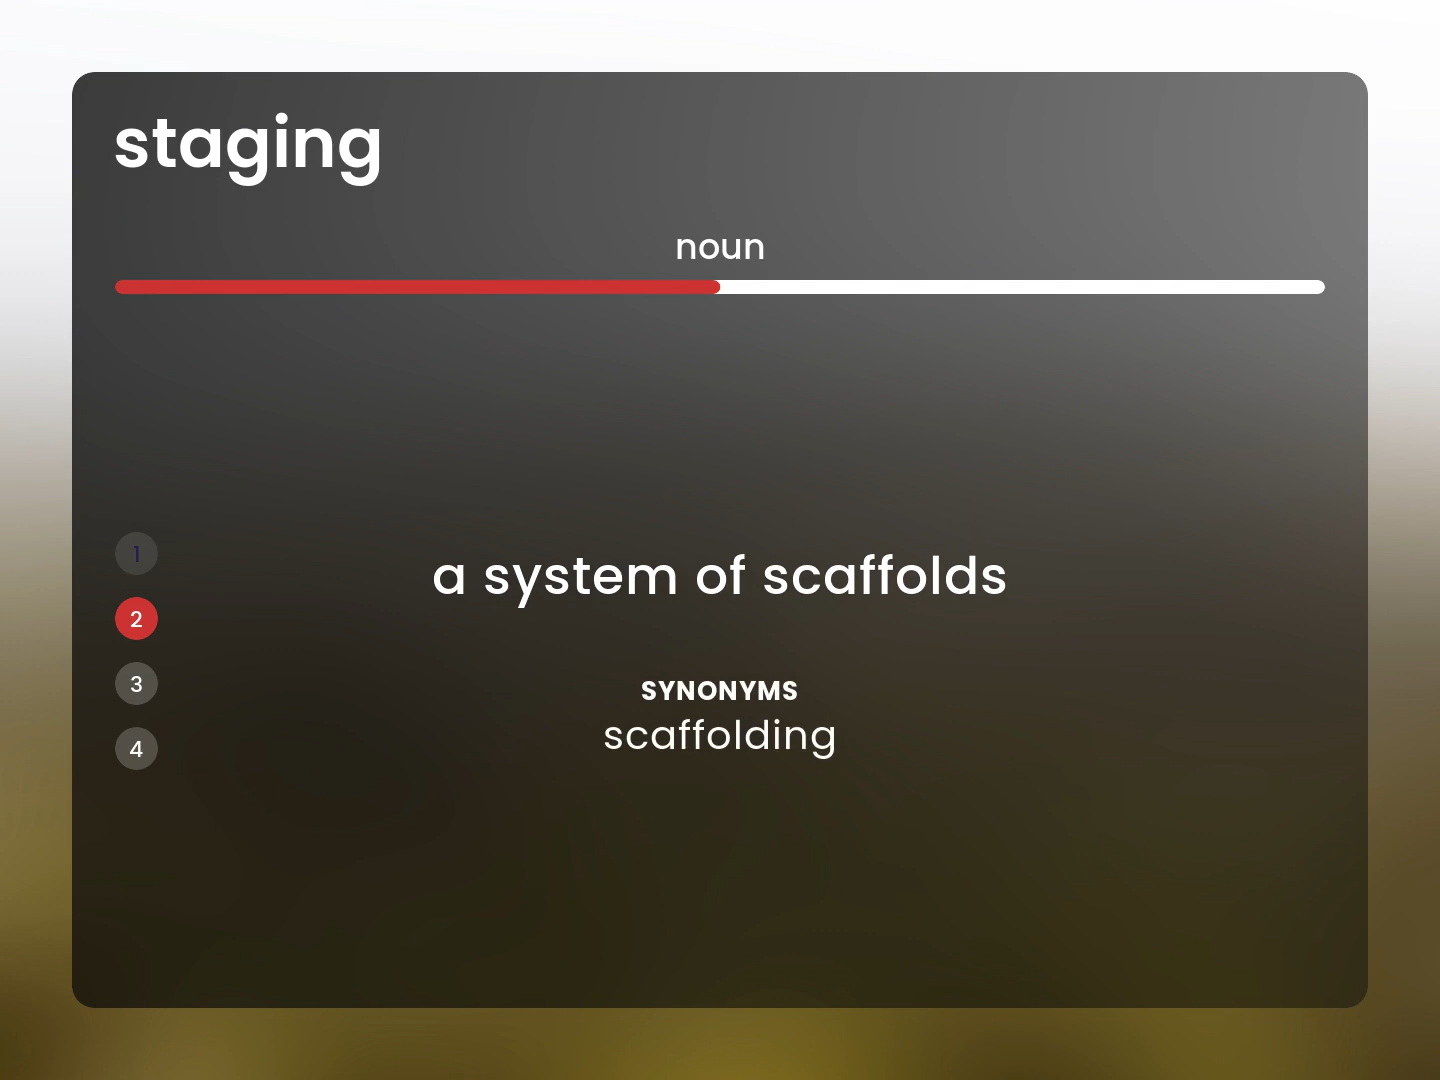 staging
noun
1
2
3
4
a system of scaffolds
SYNONYMS
scaffolding